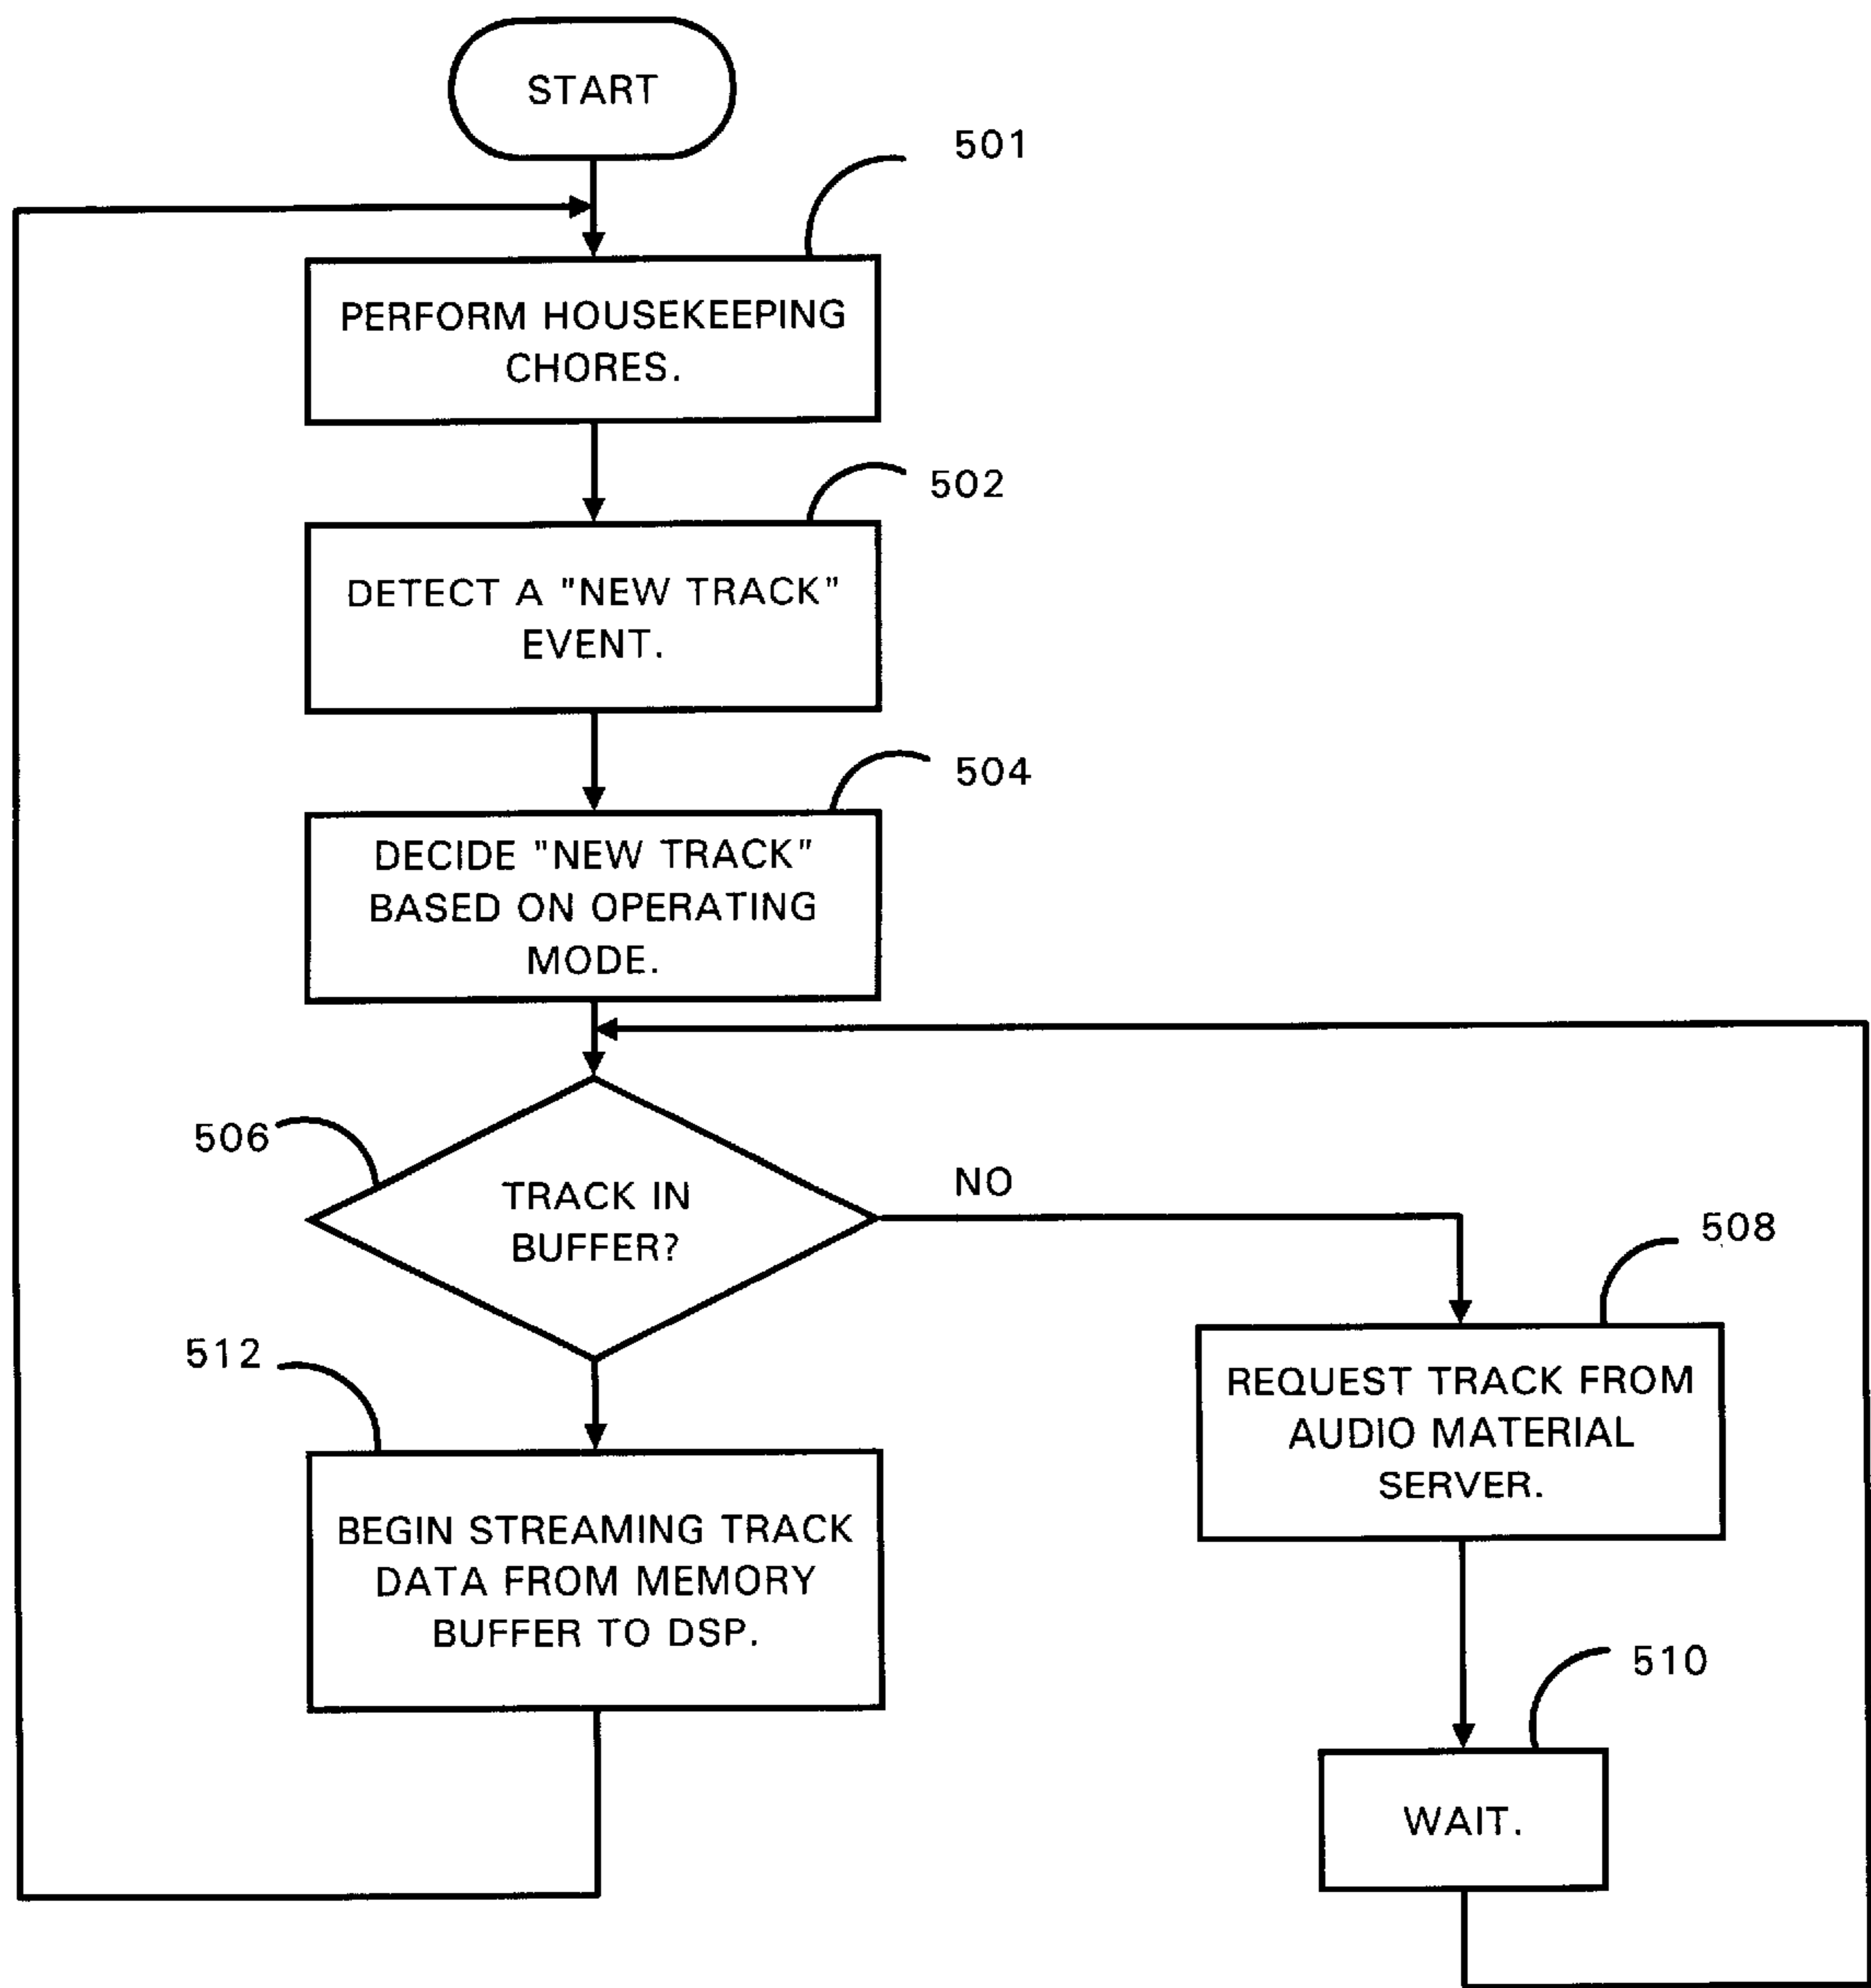 START
501
PERFORM HOUSEKEEPING
CHORES.
502
DETECT A "NEW TRACK"
EVENT.
504
DECIDE "NEW TRACK"
BASED ON OPERATING
MODE.
506
TRACK IN
BUFFER?
NO
508
REQUEST TRACK FROM
AUDIO MATERIAL
SERVER.
512
BEGIN STREAMING TRACK
DATA FROM MEMORY
BUFFER TO DSP.
510
WAIT.